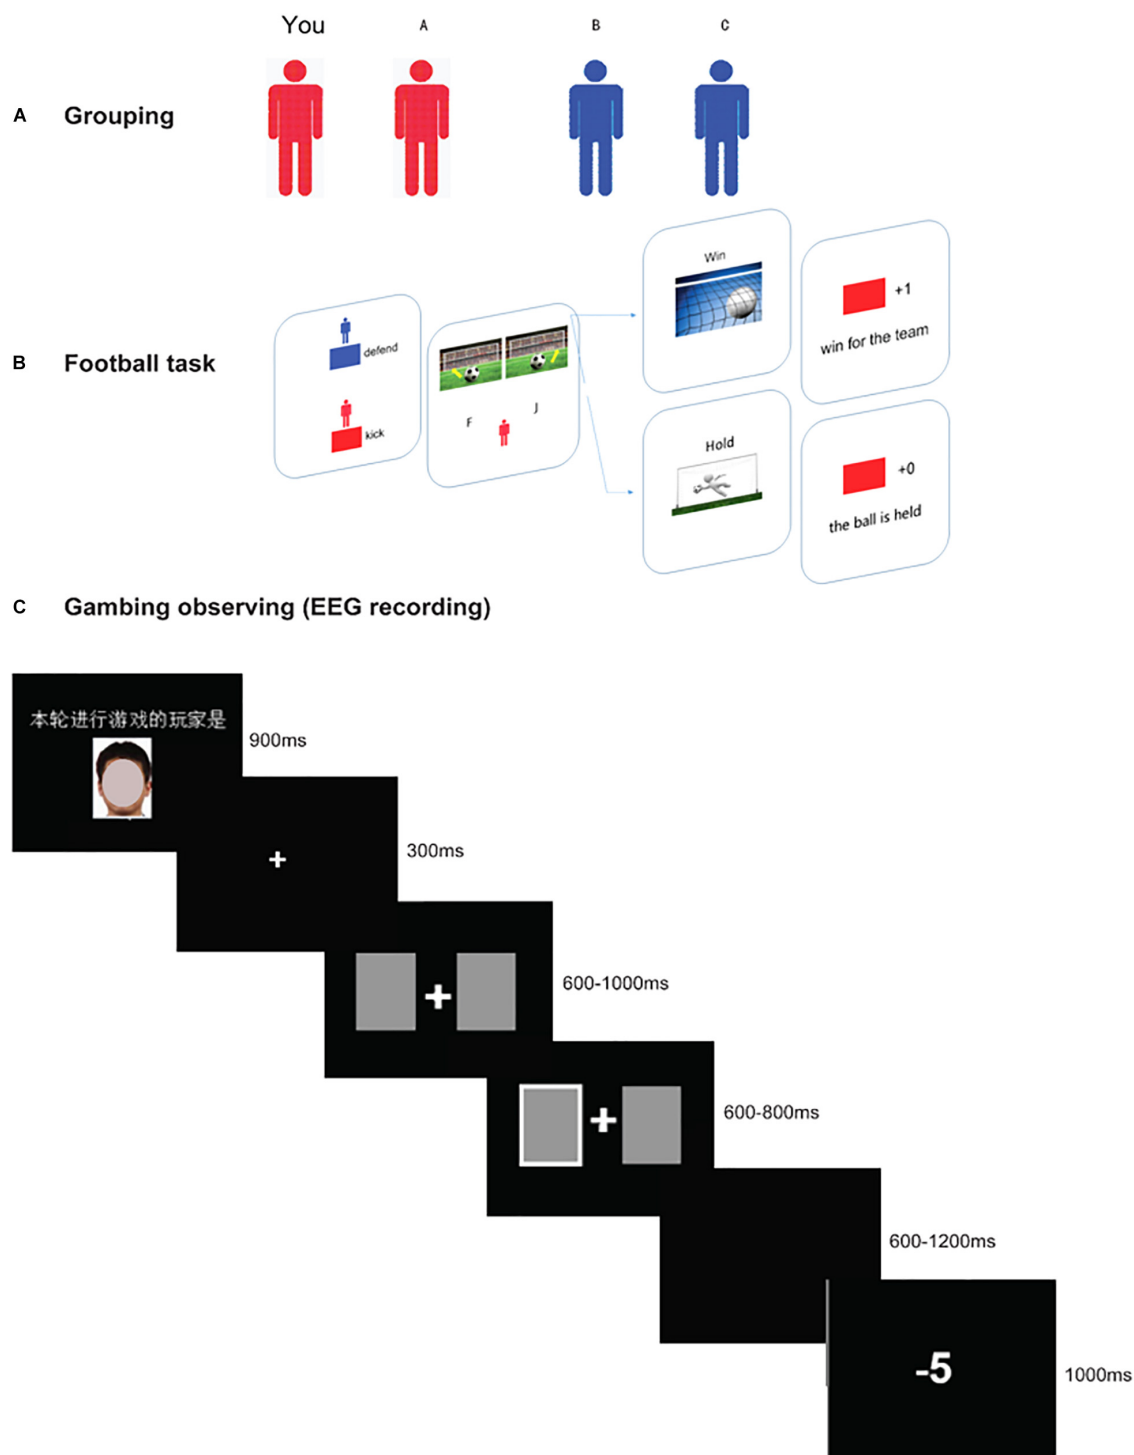 You A B C
A Grouping
B Football task
defend
kick
F J
Win
+1
win for the team
Hold
+0
the ball is held
C Gambing observing (EEG recording)
本轮进行游戏的玩家是
900ms
+
300ms
+
600-1000ms
+
600-800ms
600-1200ms
-5
1000ms